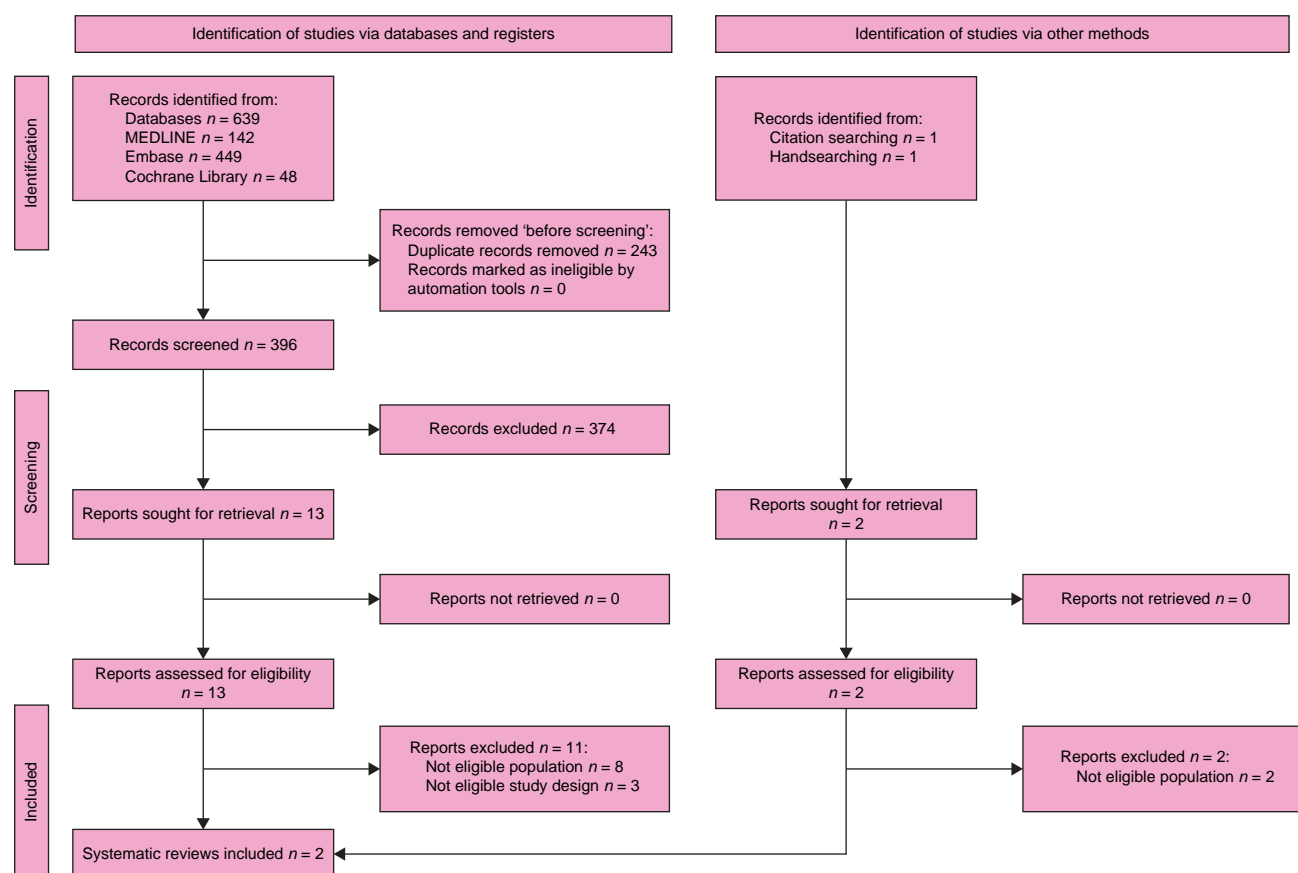 Identification of studies via databases and registers
Identification of studies via other methods
Identification
Records identified from:
Databases n = 639
MEDLINE n = 142
Embase n = 449
Cochrane Library n = 48
Records identified from:
Citation searching n = 1
Handsearching n = 1
Records removed ‘before screening’:
Duplicate records removed n = 243
Records marked as ineligible by
automation tools n = 0
Records screened n = 396
Screening
Records excluded n = 374
Reports sought for retrieval n = 13
Reports sought for retrieval
n = 2
Reports not retrieved n = 0
Reports not retrieved n = 0
Reports assessed for eligibility
n = 13
Reports assessed for eligibility
n = 2
Included
Reports excluded n = 11:
Not eligible population n = 8
Not eligible study design n = 3
Reports excluded n = 2:
Not eligible population n = 2
Systematic reviews included n = 2